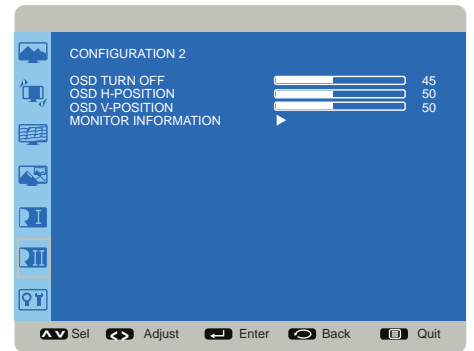 CONFIGURATION 2
OSD TURN OFF 45
OSD H-POSITION 50
OSD V-POSITION 50
MONITOR INFORMATION
I
II
Sel Adjust Enter Back Quit